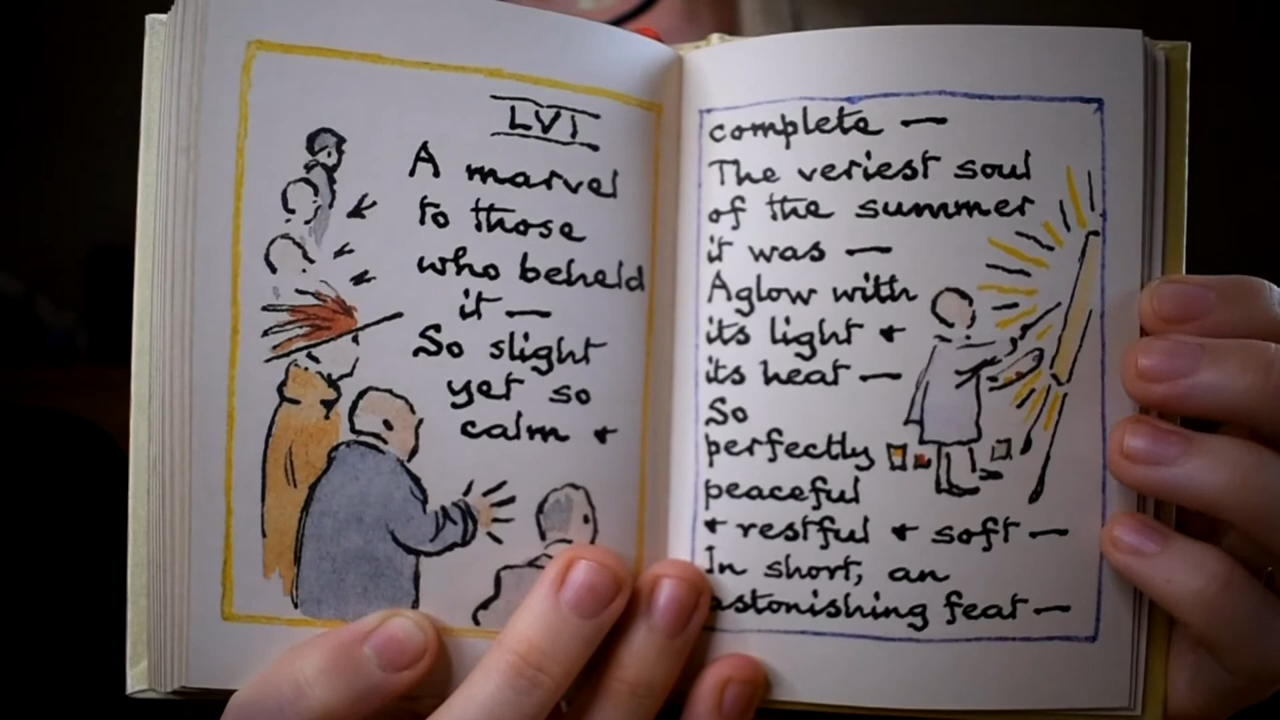 LVI
A marvel
to those
who beheld
it —
So slight
yet so
calm +
complete —
The veriest soul
of the summer
it was —
Aglow with
its light +
its heat —
So
perfectly
peaceful
+ restful + soft —
In short, an
astonishing feat —